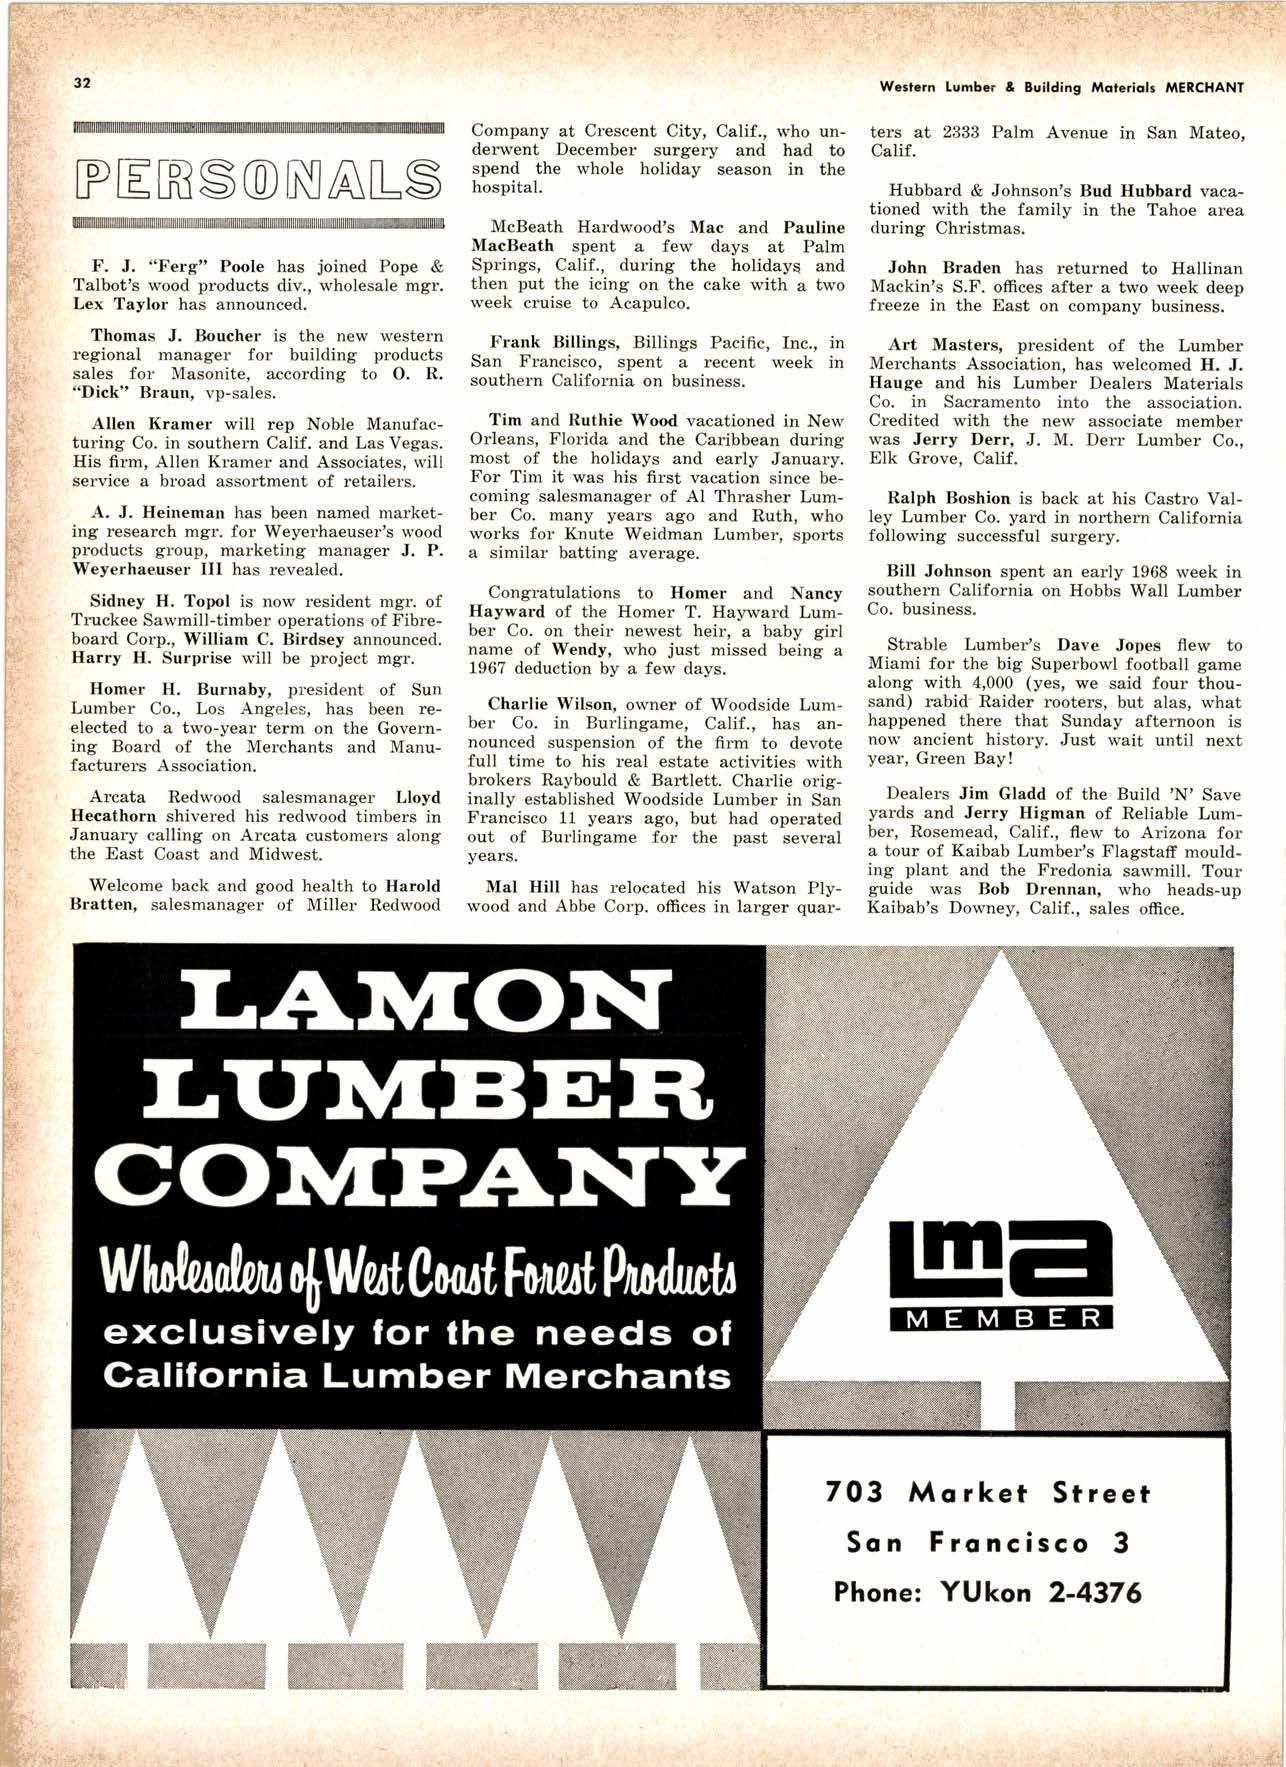 32
Western Lumber & Building Materials MERCHANT
PERSONALS
F. J. "Ferg" Poole has joined Pope &
Talbot's wood products div., wholesale mgr.
Lex Taylor has announced.
Thomas J. Boucher is the new western
regional manager for building products
sales for Masonite, according to O. R.
"Dick" Braun, vp-sales.
Allen Kramer will rep Noble Manufac-
turing Co. in southern Calif. and Las Vegas.
His firm, Allen Kramer and Associates, will
service a broad assortment of retailers.
A. J. Heineman has been named market-
ing research mgr. for Weyerhaeuser's wood
products group, marketing manager J. P.
Weyerhaeuser III has revealed.
Sidney H. Topol is now resident mgr. of
Truckee Sawmill-timber operations of Fibre-
board Corp., William C. Birdsey announced.
Harry H. Surprise will be project mgr.
Homer H. Burnaby, president of Sun
Lumber Co., Los Angeles, has been re-
elected to a two-year term on the Govern-
ing Board of the Merchants and Manu-
facturers Association.
Arcata Redwood salesmanager Lloyd
Hecathorn shivered his redwood timbers in
January calling on Arcata customers along
the East Coast and Midwest.
Welcome back and good health to Harold
Bratten, salesmanager of Miller Redwood
Company at Crescent City, Calif., who un-
derwent December surgery and had to
spend the whole holiday season in the
hospital.
McBeath Hardwood's Mac and Pauline
MacBeath spent a few days at Palm
Springs, Calif., during the holidays and
then put the icing on the cake with a two
week cruise to Acapulco.
Frank Billings, Billings Pacific, Inc., in
San Francisco, spent a recent week in
southern California on business.
Tim and Ruthie Wood vacationed in New
Orleans, Florida and the Caribbean during
most of the holidays and early January.
For Tim it was his first vacation since be-
coming salesmanager of Al Thrasher Lum-
ber Co. many years ago and Ruth, who
works for Knute Weidman Lumber, sports
a similar batting average.
Congratulations to Homer and Nancy
Hayward of the Homer T. Hayward Lum-
ber Co. on their newest heir, a baby girl
name of Wendy, who just missed being a
1967 deduction by a few days.
Charlie Wilson, owner of Woodside Lum-
ber Co. in Burlingame, Calif., has an-
nounced suspension of the firm to devote
full time to his real estate activities with
brokers Raybould & Bartlett. Charlie orig-
inally established Woodside Lumber in San
Francisco 11 years ago, but had operated
out of Burlingame for the past several
years.
Mal Hill has relocated his Watson Ply-
wood and Abbe Corp. offices in larger quar-
ters at 2333 Palm Avenue in San Mateo,
Calif.
Hubbard & Johnson's Bud Hubbard vaca-
tioned with the family in the Tahoe area
during Christmas.
John Braden has returned to Hallinan
Mackin's S.F. offices after a two week deep
freeze in the East on company business.
Art Masters, president of the Lumber
Merchants Association, has welcomed H. J.
Hauge and his Lumber Dealers Materials
Co. in Sacramento into the association.
Credited with the new associate member
was Jerry Derr, J. M. Derr Lumber Co.,
Elk Grove, Calif.
Ralph Boshion is back at his Castro Val-
ley Lumber Co. yard in northern California
following successful surgery.
Bill Johnson spent an early 1968 week in
southern California on Hobbs Wall Lumber
Co. business.
Strable Lumber's Dave Jopes flew to
Miami for the big Superbowl football game
along with 4,000 (yes, we said four thou-
sand) rabid Raider rooters, but alas, what
happened there that Sunday afternoon is
now ancient history. Just wait until next
year, Green Bay!
Dealers Jim Gladd of the Build 'N' Save
yards and Jerry Higman of Reliable Lum-
ber, Rosemead, Calif., flew to Arizona for
a tour of Kaibab Lumber's Flagstaff mould-
ing plant and the Fredonia sawmill. Tour
guide was Bob Drennan, who heads-up
Kaibab's Downey, Calif., sales office.
LAMON
LUMBER
COMPANY
Wholesalers of West Coast Forest Products
exclusively for the needs of
California Lumber Merchants
Lma
MEMBER
703 Market Street
San Francisco 3
Phone: YUkon 2-4376